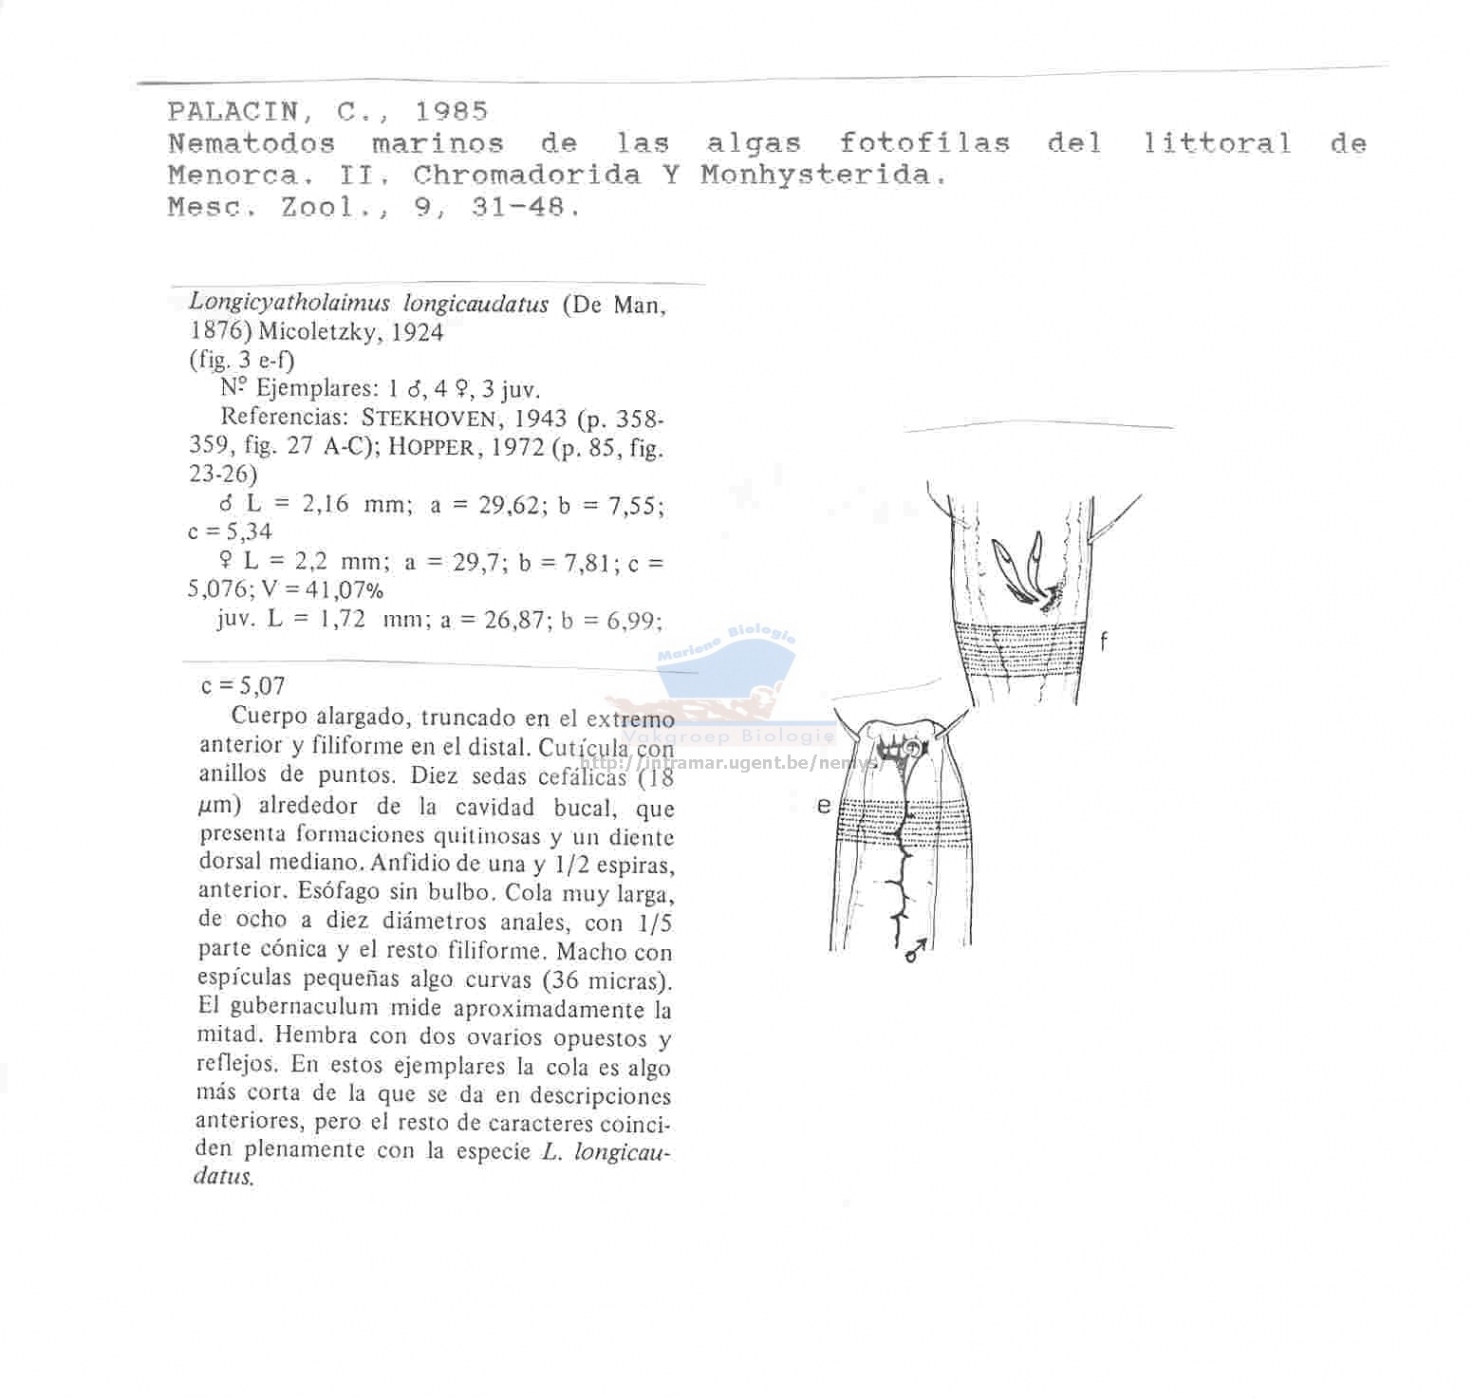 PALACIN, C., 1985
Nematodos marinos de las algas fotofilas del littoral de
Menorca. II. Chromadorida Y Monhysterida.
Mesc. Zool., 9, 31-48.
Longicyatholaimus longicaudatus (De Man,
1876) Micoletzky, 1924
(fig. 3 e-f)
Nº Ejemplares: 1 ♂, 4 ♀, 3 juv.
Referencias: STEKHOVEN, 1943 (p. 358-
359, fig. 27 A-C); HOPPER, 1972 (p. 85, fig.
23-26)
♂ L = 2,16 mm; a = 29,62; b = 7,55;
c = 5,34
♀ L = 2,2 mm; a = 29,7; b = 7,81; c =
5,076; V = 41,07%
juv. L = 1,72 mm; a = 26,87; b = 6,99;
c = 5,07
Cuerpo alargado, truncado en el extremo
anterior y filiforme en el distal. Cutícula con
anillos de puntos. Diez sedas cefálicas (18
µm) alrededor de la cavidad bucal, que
presenta formaciones quitinosas y un diente
dorsal mediano. Anfidio de una y 1/2 espiras,
anterior. Esófago sin bulbo. Cola muy larga,
de ocho a diez diámetros anales, con 1/5
parte cónica y el resto filiforme. Macho con
espículas pequeñas algo curvas (36 micras).
El gubernaculum mide aproximadamente la
mitad. Hembra con dos ovarios opuestos y
reflejos. En estos ejemplares la cola es algo
más corta de la que se da en descripciones
anteriores, pero el resto de caracteres coinci-
den plenamente con la especie L. longicau-
datus.
f
e
♂
Mariene Biologie
Vakgroep Biologie
http://intramar.ugent.be/nemys/